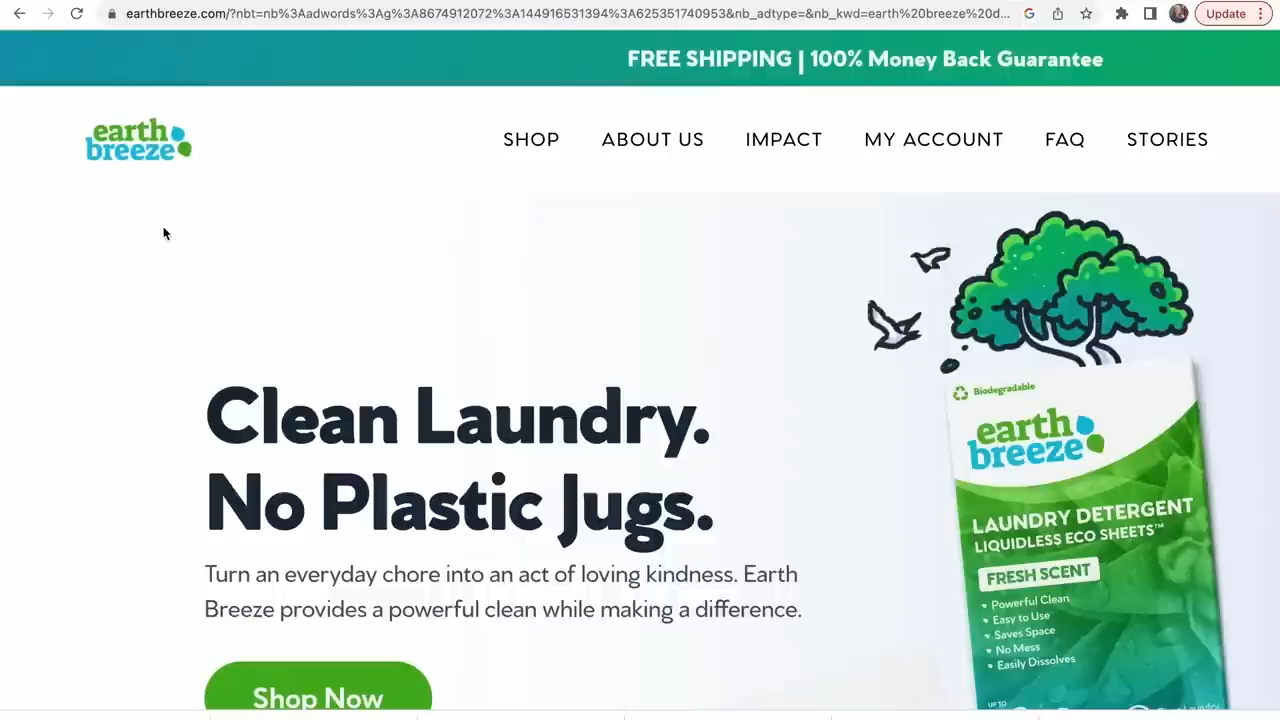 earthbreeze.com/?nbt=nb%3Aadwords%3Ag%3A8674912072%3A144916531394%3A625351740953&nb_adtype=&nb_kwd=earth%20breeze%20d...
Update
FREE SHIPPING | 100% Money Back Guarantee
earth
breeze
SHOP
ABOUT US
IMPACT
MY ACCOUNT
FAQ
STORIES
Clean Laundry.
No Plastic Jugs.
Turn an everyday chore into an act of loving kindness. Earth
Breeze provides a powerful clean while making a difference.
Shop Now
Biodegradable
earth
breeze
LAUNDRY DETERGENT
LIQUIDLESS ECO SHEETS™
FRESH SCENT
• Powerful Clean
• Easy to Use
• Saves Space
• No Mess
• Easily Dissolves
UP TO